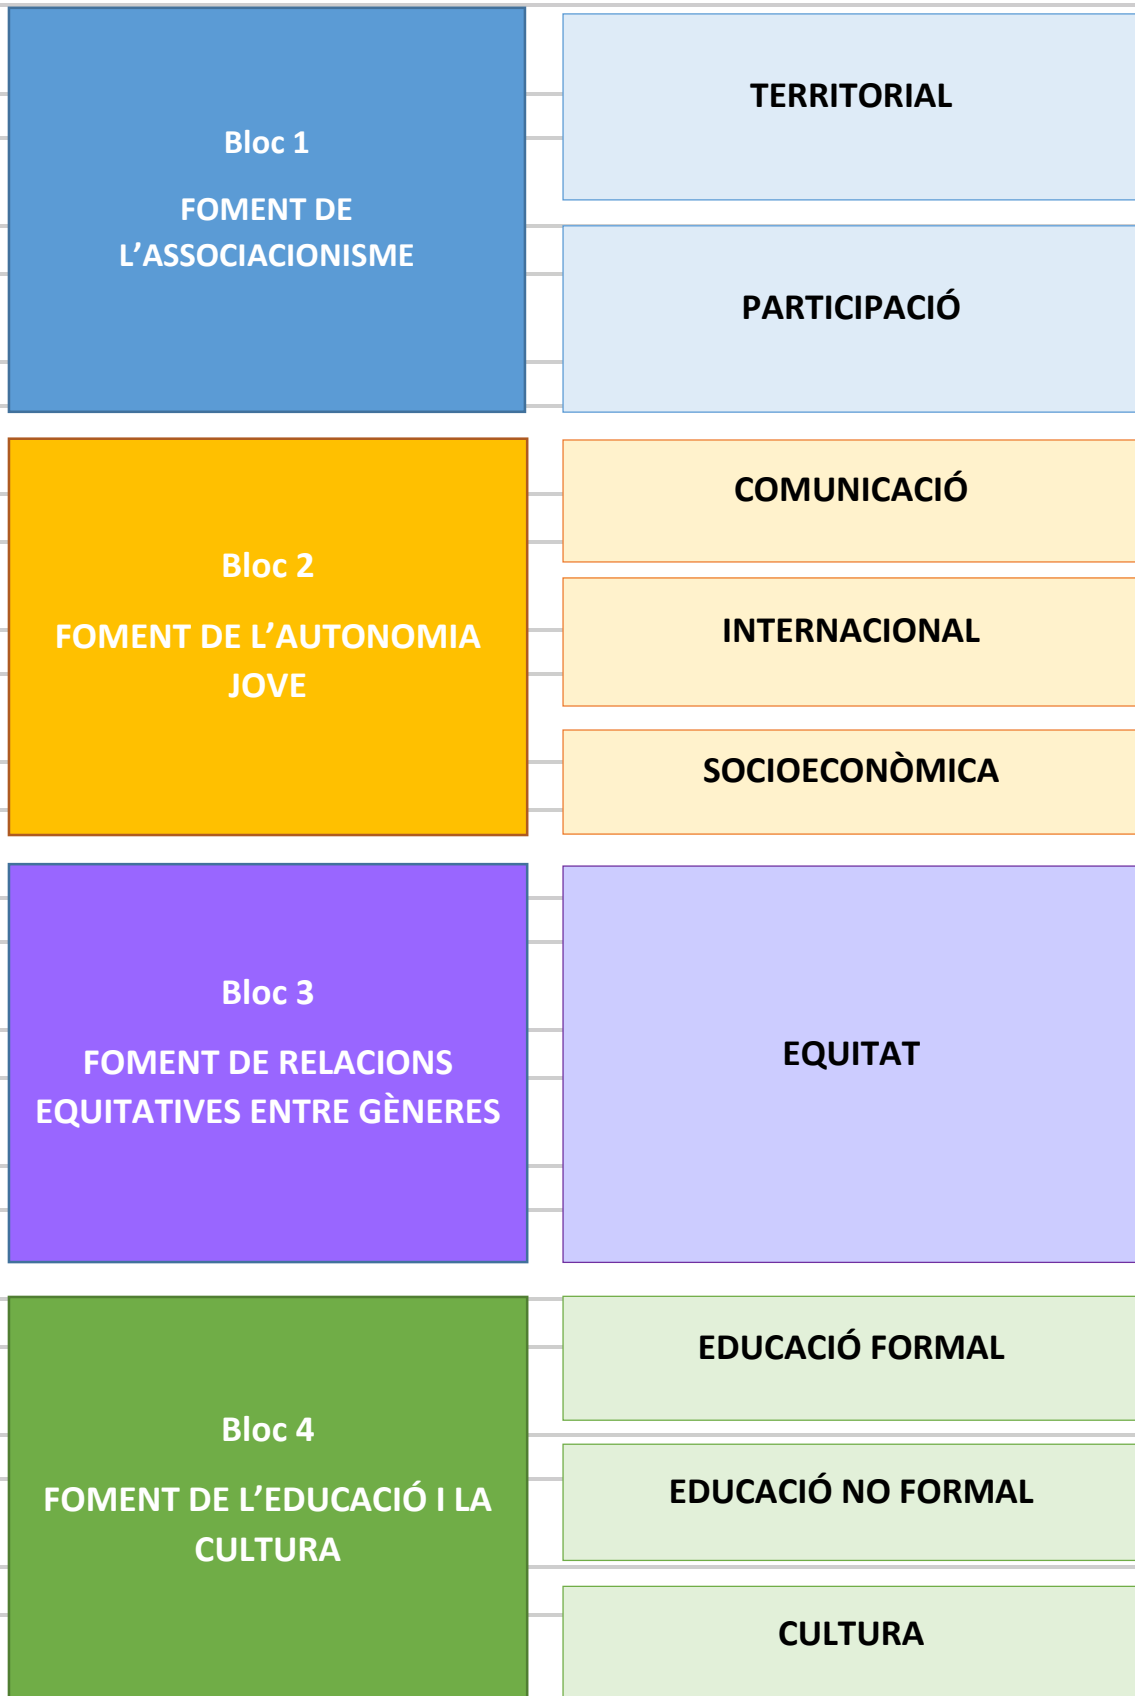 Bloc 1
FOMENT DE
L’ASSOCIACIONISME
TERRITORIAL
PARTICIPACIÓ
Bloc 2
FOMENT DE L’AUTONOMIA
JOVE
COMUNICACIÓ
INTERNACIONAL
SOCIOECONÒMICA
Bloc 3
FOMENT DE RELACIONS
EQUITATIVES ENTRE GÈNERES
EQUITAT
Bloc 4
FOMENT DE L’EDUCACIÓ I LA
CULTURA
EDUCACIÓ FORMAL
EDUCACIÓ NO FORMAL
CULTURA